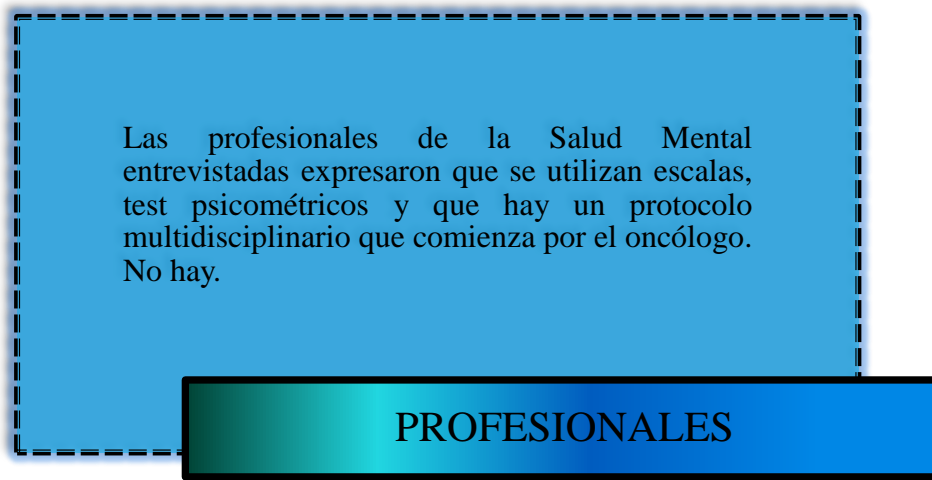 Las profesionales de la Salud Mental
entrevistadas expresaron que se utilizan escalas,
test psicométricos y que hay un protocolo
multidisciplinario que comienza por el oncólogo.
No hay.
PROFESIONALES